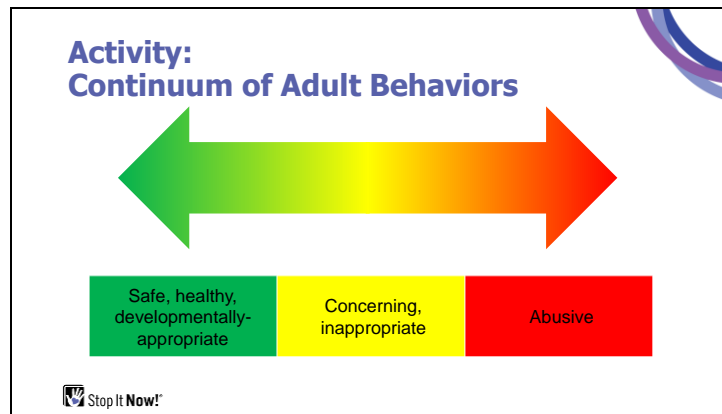 Activity:
Continuum of Adult Behaviors
Safe, healthy,
developmentally-
appropriate
Concerning,
inappropriate
Abusive
Stop It Now!®